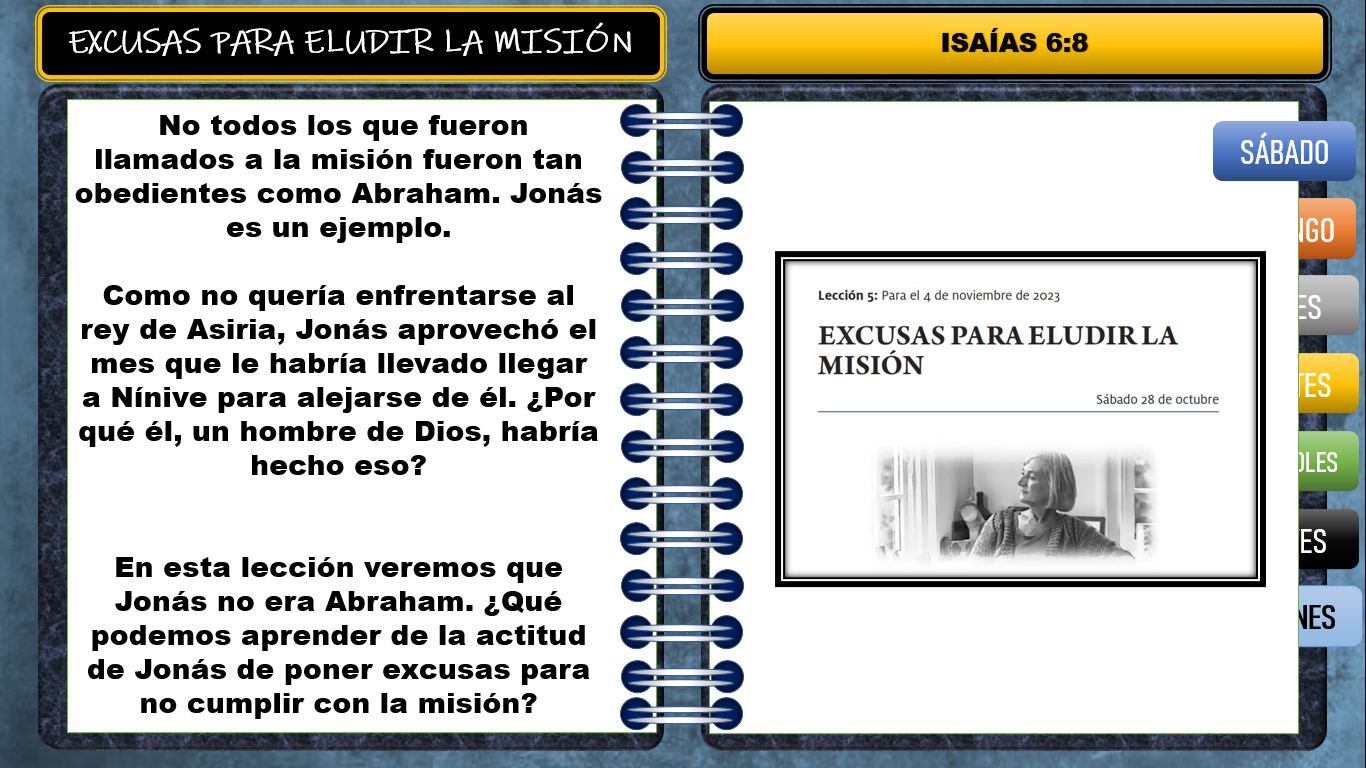 EXCUSAS PARA ELUDIR LA MISIÓN
No todos los que fueron
llamados a la misión fueron tan
obedientes como Abraham. Jonás
es un ejemplo.
Como no quería enfrentarse al
rey de Asiria, Jonás aprovechó el
mes que le habría llevado llegar
a Nínive para alejarse de él. ¿Por
qué él, un hombre de Dios, habría
hecho eso?
En esta lección veremos que
Jonás no era Abraham. ¿Qué
podemos aprender de la actitud
de Jonás de poner excusas para
no cumplir con la misión?
ISAÍAS 6:8
Lección 5: Para el 4 de noviembre de 2023
EXCUSAS PARA ELUDIR LA
MISIÓN
Sábado 28 de octubre
SÁBADO